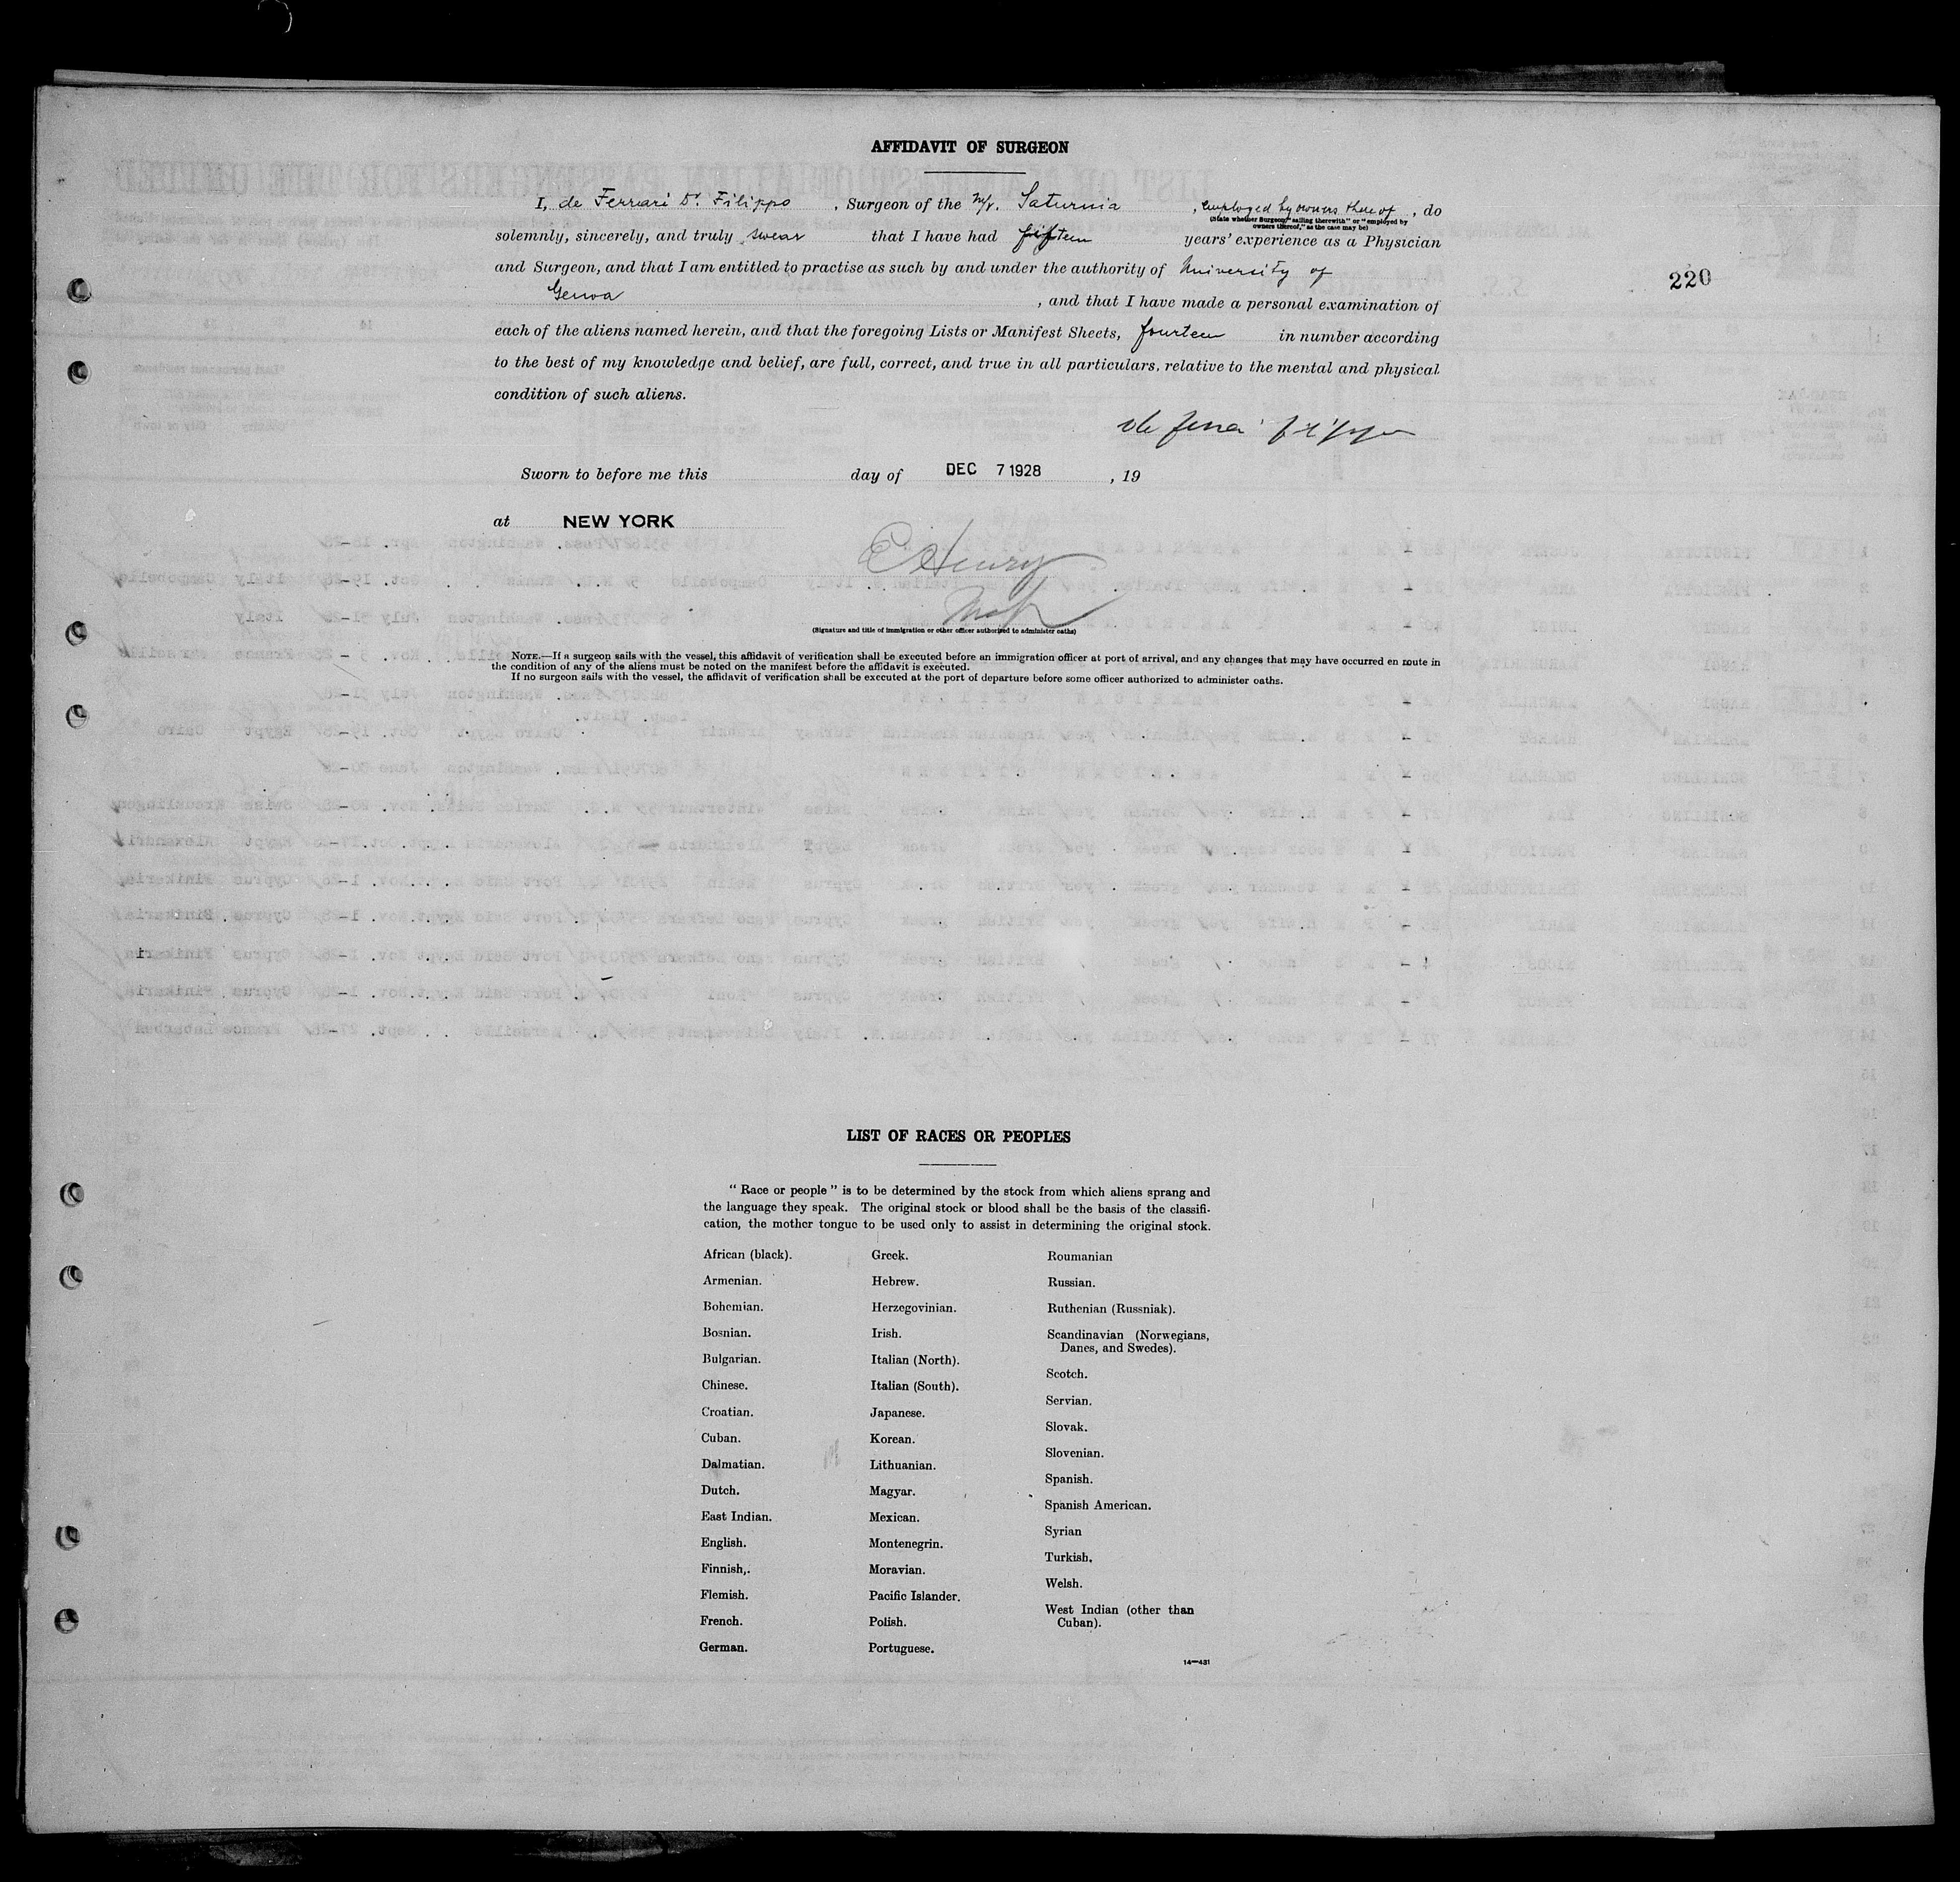 AFFIDAVIT OF SURGEON
I, de Ferrari Dr. Filippo, Surgeon of the M/v. Saturnia, employed by owners thereof, do
(State whether Surgeon "sailing therewith" or "employed by
owners thereof," as the case may be)
solemnly, sincerely, and truly swear that I have had fifteen years' experience as a Physician
and Surgeon, and that I am entitled to practise as such by and under the authority of University of
220
Genoa, and that I have made a personal examination of
each of the aliens named herein, and that the foregoing Lists or Manifest Sheets, fourteen in number according
to the best of my knowledge and belief, are full, correct, and true in all particulars, relative to the mental and physical
condition of such aliens.
de Ferrari Filippo
Sworn to before me this day of DEC 7 1928, 19
at NEW YORK
E Henry
(Signature and title of immigration or other officer authorized to administer oaths)
NOTE.—If a surgeon sails with the vessel, this affidavit of verification shall be executed before an immigration officer at port of arrival, and any changes that may have occurred en route in
the condition of any of the aliens must be noted on the manifest before the affidavit is executed.
If no surgeon sails with the vessel, the affidavit of verification shall be executed at the port of departure before some officer authorized to administer oaths.
LIST OF RACES OR PEOPLES
"Race or people" is to be determined by the stock from which aliens sprang and
the language they speak. The original stock or blood shall be the basis of the classifi-
cation, the mother tongue to be used only to assist in determining the original stock.
African (black).
Armenian.
Bohemian.
Bosnian.
Bulgarian.
Chinese.
Croatian.
Cuban.
Dalmatian.
Dutch.
East Indian.
English.
Finnish,.
Flemish.
French.
German.
Greek.
Hebrew.
Herzegovinian.
Irish.
Italian (North).
Italian (South).
Japanese.
Korean.
Lithuanian.
Magyar.
Mexican.
Montenegrin.
Moravian.
Pacific Islander.
Polish.
Portuguese.
Roumanian
Russian.
Ruthenian (Russniak).
Scandinavian (Norwegians,
Danes, and Swedes).
Scotch.
Servian.
Slovak.
Slovenian.
Spanish.
Spanish American.
Syrian
Turkish.
Welsh.
West Indian (other than
Cuban).
14—431